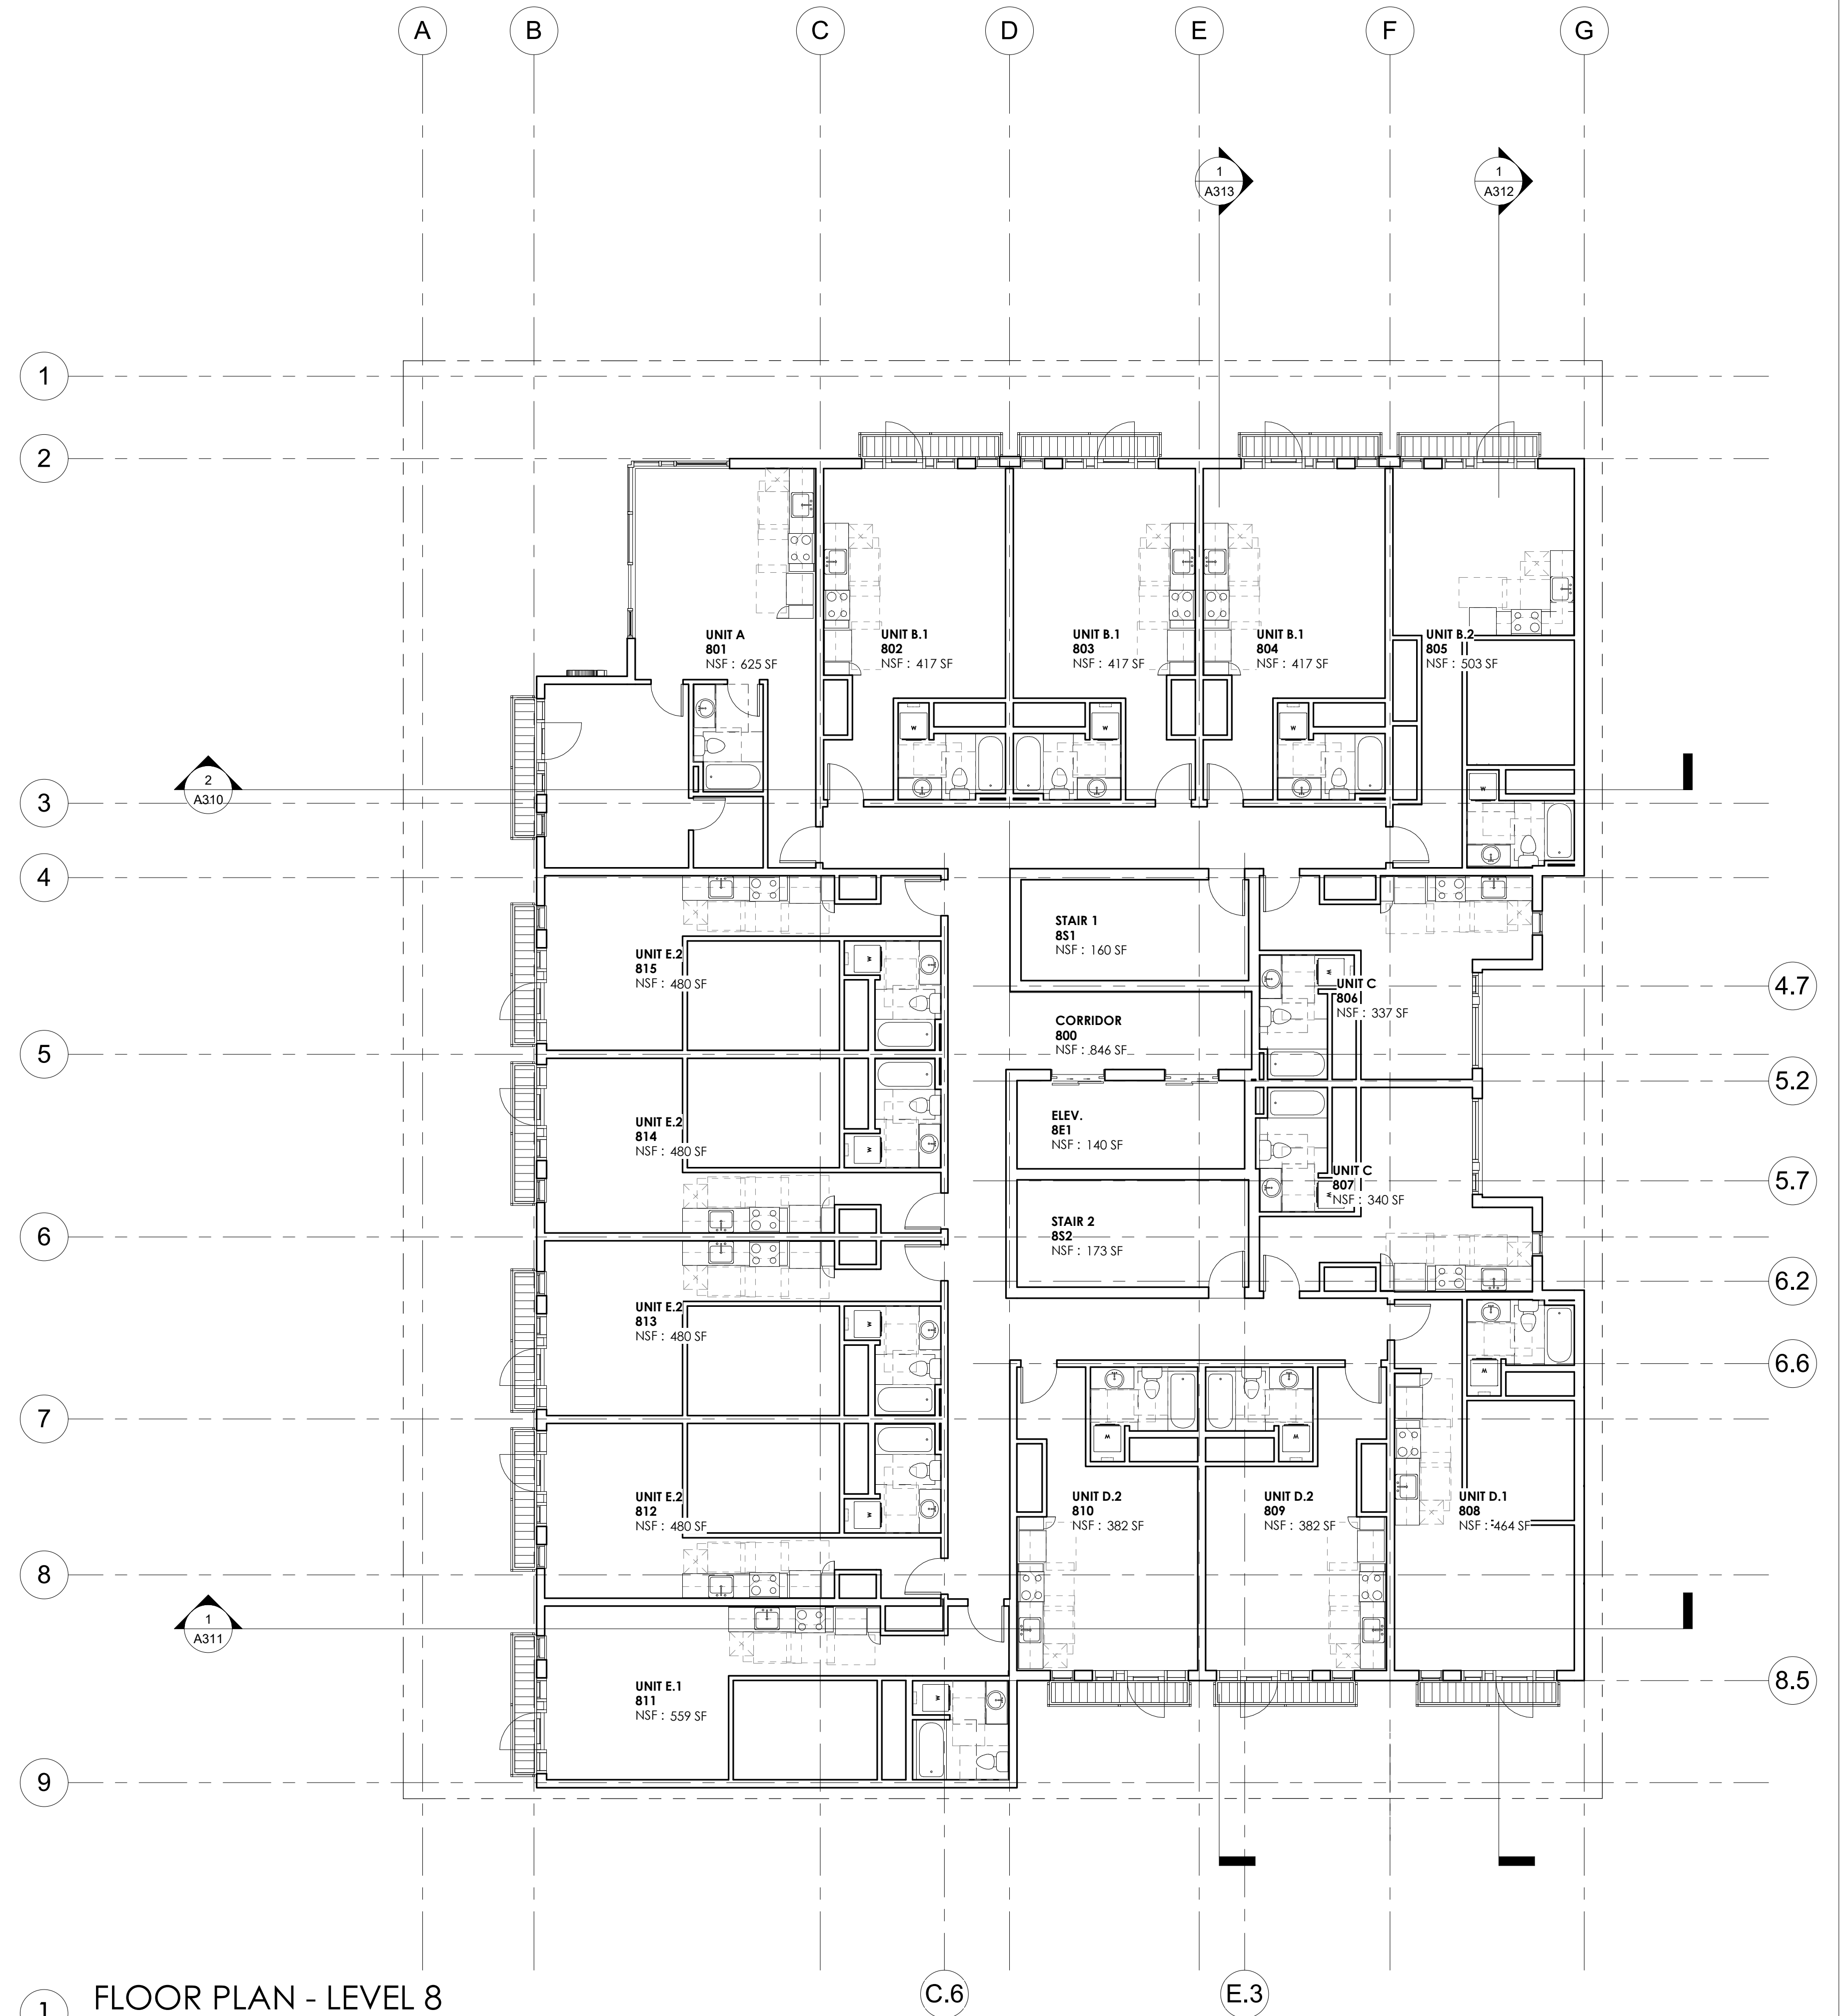 A
B
C
D
E
F
G
1
A313
1
A312
1
2
UNIT A
801
NSF : 625 SF
UNIT B.1
802
NSF : 417 SF
UNIT B.1
803
NSF : 417 SF
UNIT B.1
804
NSF : 417 SF
UNIT B.2
805
NSF : 503 SF
W
W
W
W
2
A310
3
4
STAIR 1
8S1
NSF : 160 SF
UNIT E.2
815
NSF : 480 SF
W
W
UNIT C
806
NSF : 337 SF
4.7
CORRIDOR
800
NSF : 846 SF
5
5.2
ELEV.
8E1
NSF : 140 SF
UNIT E.2
814
NSF : 480 SF
W
UNIT C
807
NSF : 340 SF
W
5.7
STAIR 2
8S2
NSF : 173 SF
6
6.2
UNIT E.2
813
NSF : 480 SF
W
6.6
W
7
W
W
UNIT E.2
812
NSF : 480 SF
W
UNIT D.2
810
NSF : 382 SF
UNIT D.2
809
NSF : 382 SF
UNIT D.1
808
NSF : 464 SF
8
1
A311
UNIT E.1
811
NSF : 559 SF
W
8.5
9
C.6
E.3
1
FLOOR PLAN - LEVEL 8